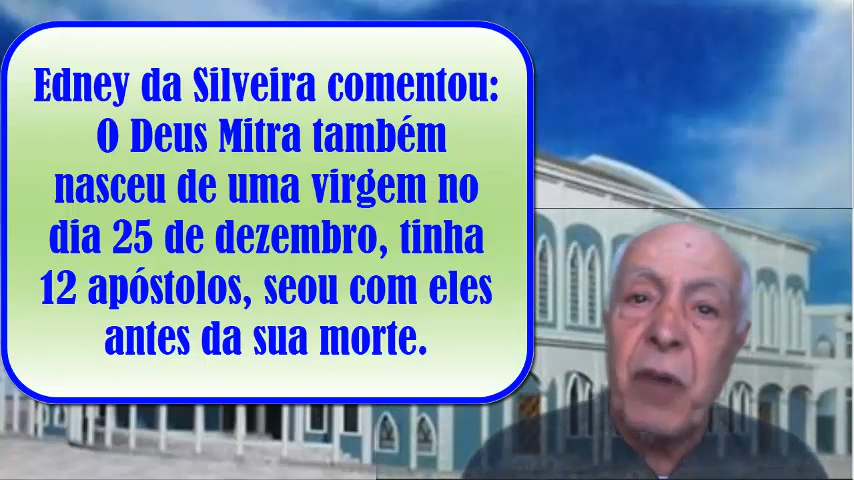 Edney da Silveira comentou:
O Deus Mitra também
nasceu de uma virgem no
dia 25 de dezembro, tinha
12 apóstolos, seou com eles
antes da sua morte.